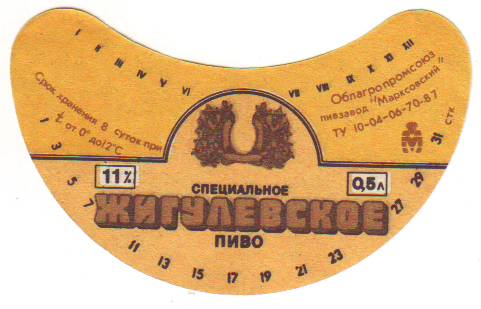 I II III IV V VI VII VIII IX X XI XII
Срок хранения 8 суток при
t от 0° до 12°С
Облагропромсоюз
пивзавод "Марксовский"
ТУ 10-04-06-70-87
11% 0,5л
СПЕЦИАЛЬНОЕ
ЖИГУЛЕВСКОЕ
ПИВО
1 3 5 7 11 13 15 17 19 21 23 27 29 31
стк